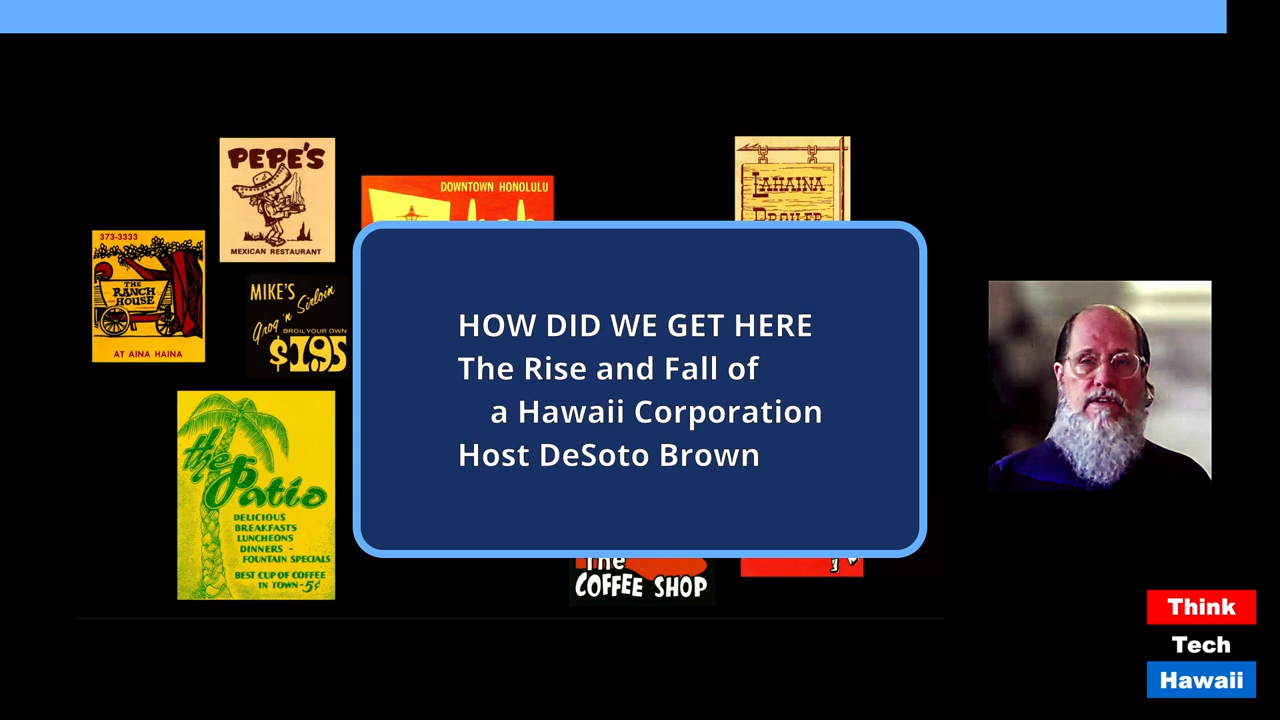 PEPE'S
MEXICAN RESTAURANT
DOWNTOWN HONOLULU
LAHAINA
BROILER
373-3333
THE
RANCH
HOUSE
AT AINA HAINA
MIKE'S
Grog 'n Sirloin
BROIL YOUR OWN
$1.95
HOW DID WE GET HERE
The Rise and Fall of
a Hawaii Corporation
Host DeSoto Brown
the Patio
DELICIOUS
BREAKFASTS
LUNCHEONS
DINNERS -
FOUNTAIN SPECIALS
BEST CUP OF COFFEE
IN TOWN - 5¢
The
COFFEE SHOP
Think
Tech
Hawaii